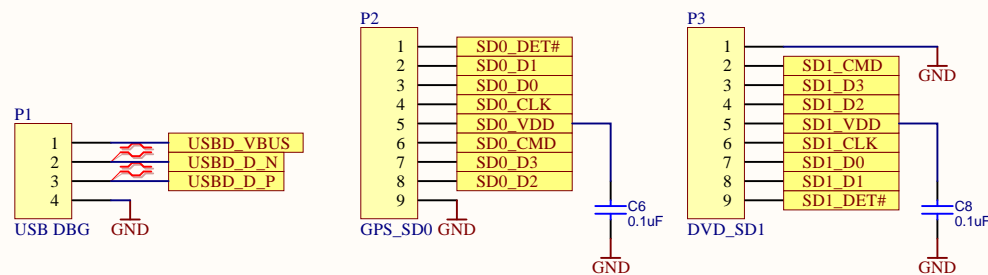 P1
1
USBD_VBUS
2
USBD_D_N
3
USBD_D_P
4
USB DBG
GND
P2
1
SD0_DET#
2
SD0_D1
3
SD0_D0
4
SD0_CLK
5
SD0_VDD
6
SD0_CMD
7
SD0_D3
8
SD0_D2
9
GPS_SD0
GND
C6
0.1uF
GND
P3
1
GND
2
SD1_CMD
3
SD1_D3
4
SD1_D2
5
SD1_VDD
6
SD1_CLK
7
SD1_D0
8
SD1_D1
9
SD1_DET#
DVD_SD1
C8
0.1uF
GND